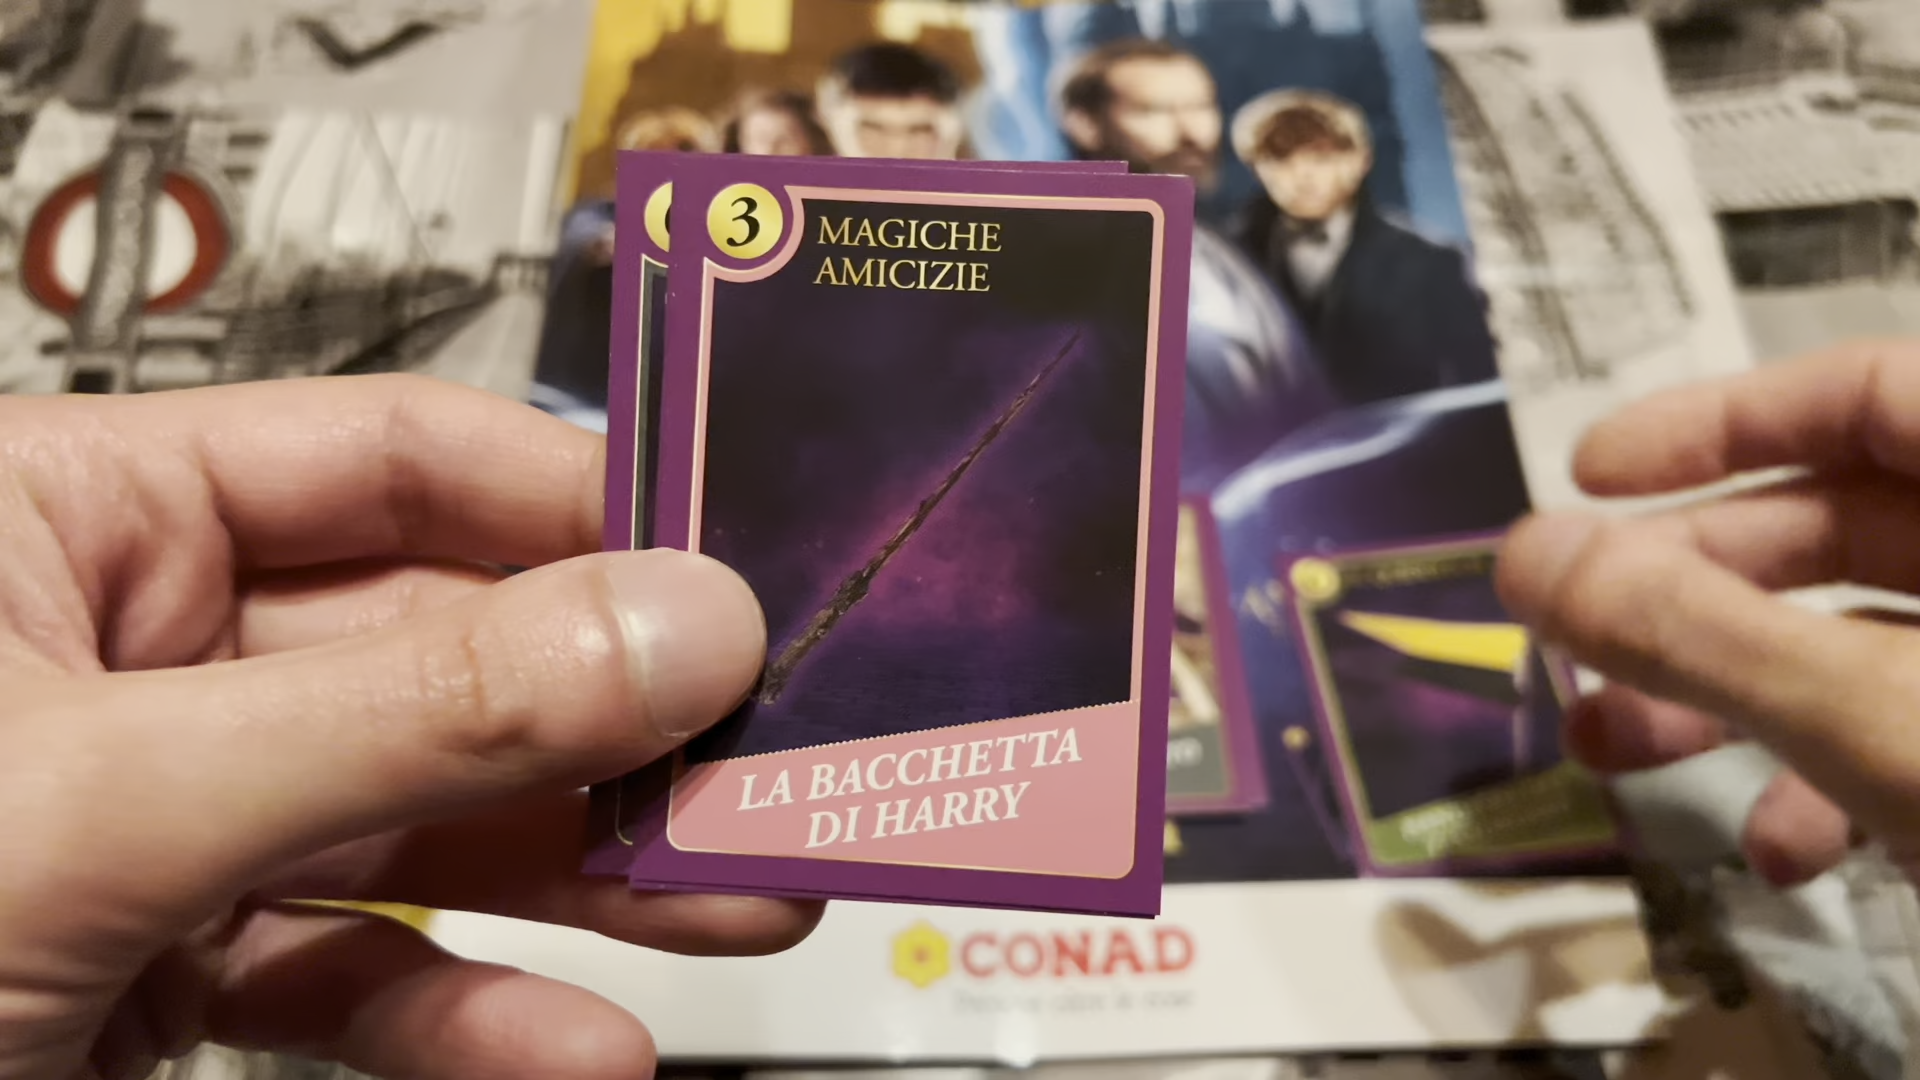 3
MAGICHE
AMICIZIE
LA BACCHETTA
DI HARRY
CONAD